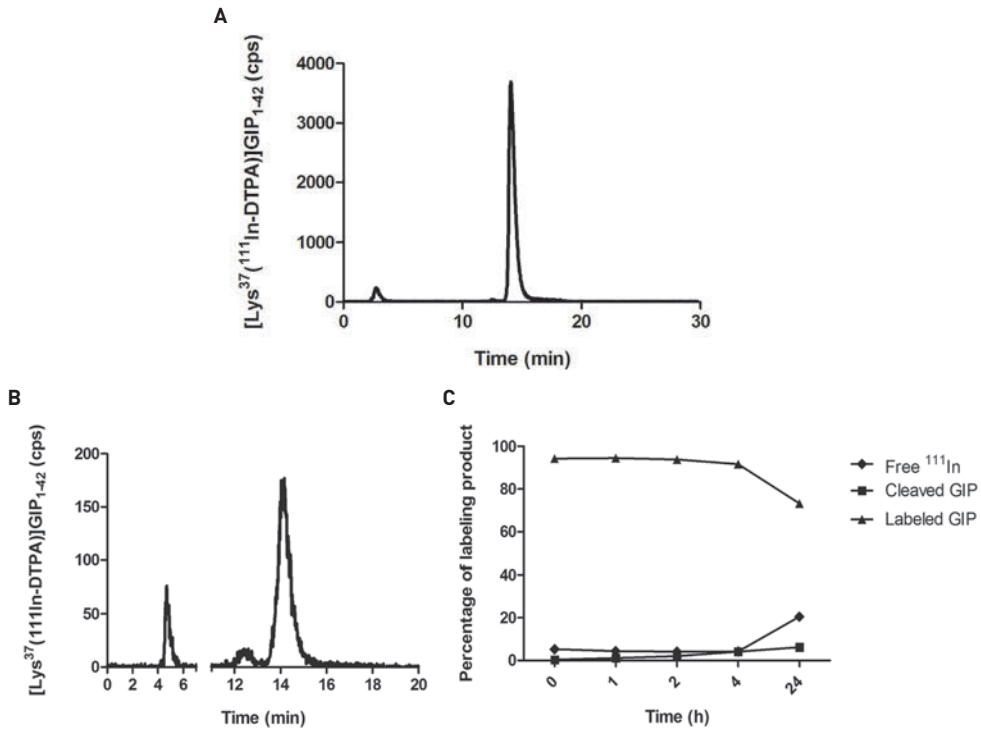 A
[Lys³⁷(¹¹¹In-DTPA)]GIP₁₋₄₂ (cps)
4000
3000
2000
1000
0
0 10 20 30
Time (min)
B
[Lys³⁷(111In-DTPA)]GIP₁₋₄₂ (cps)
200
150
100
50
0
0 2 4 6 12 14 16 18 20
Time (min)
C
Percentage of labeling product
100
80
60
40
20
0
0 1 2 4 24
Time (h)
Free ¹¹¹In
Cleaved GIP
Labeled GIP